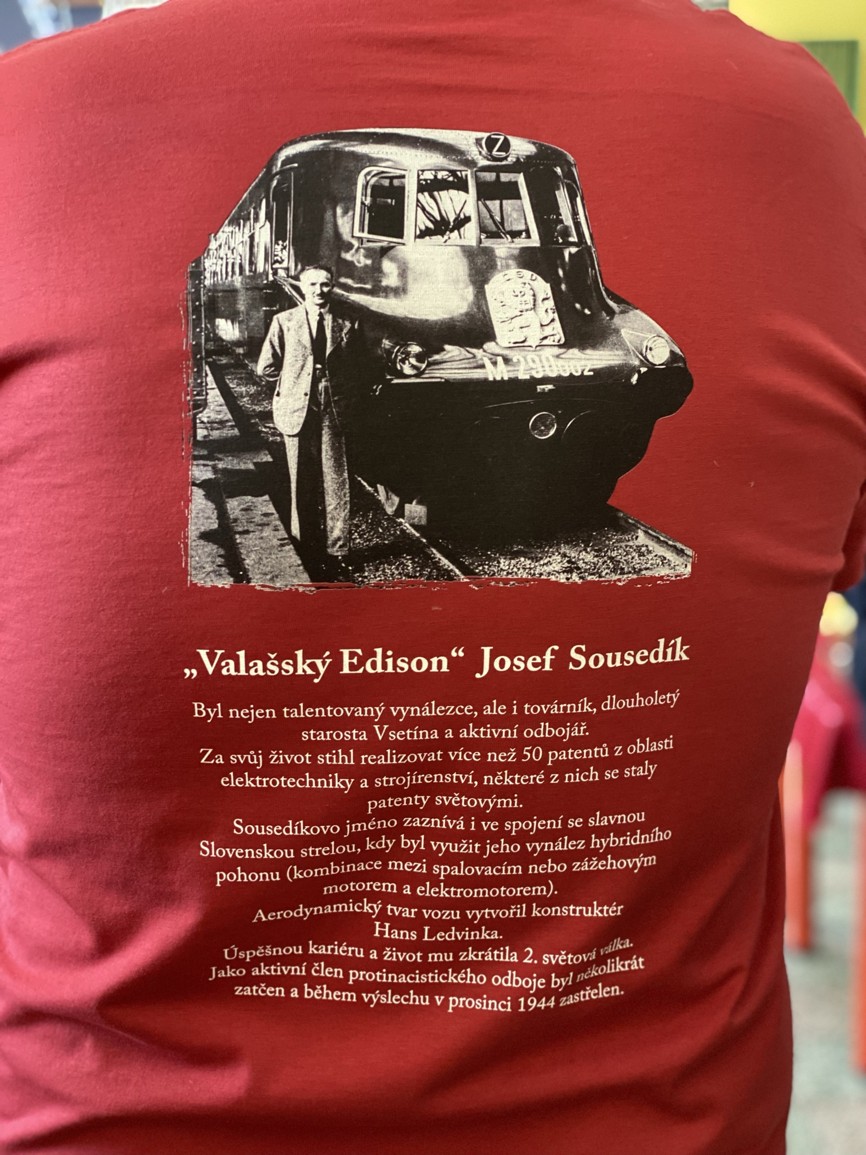 Z
ČSD
M 290002
„Valašský Edison“ Josef Sousedík
Byl nejen talentovaný vynálezce, ale i továrník, dlouholetý
starosta Vsetína a aktivní odbojář.
Za svůj život stihl realizovat více než 50 patentů z oblasti
elektrotechniky a strojírenství, některé z nich se staly
patenty světovými.
Sousedíkovo jméno zaznívá i ve spojení se slavnou
Slovenskou strelou, kdy byl využit jeho vynález hybridního
pohonu (kombinace mezi spalovacím nebo zážehovým
motorem a elektromotorem).
Aerodynamický tvar vozu vytvořil konstruktér
Hans Ledvinka.
Úspěšnou kariéru a život mu zkrátila 2. světová válka.
Jako aktivní člen protinacistického odboje byl několikrát
zatčen a během výslechu v prosinci 1944 zastřelen.